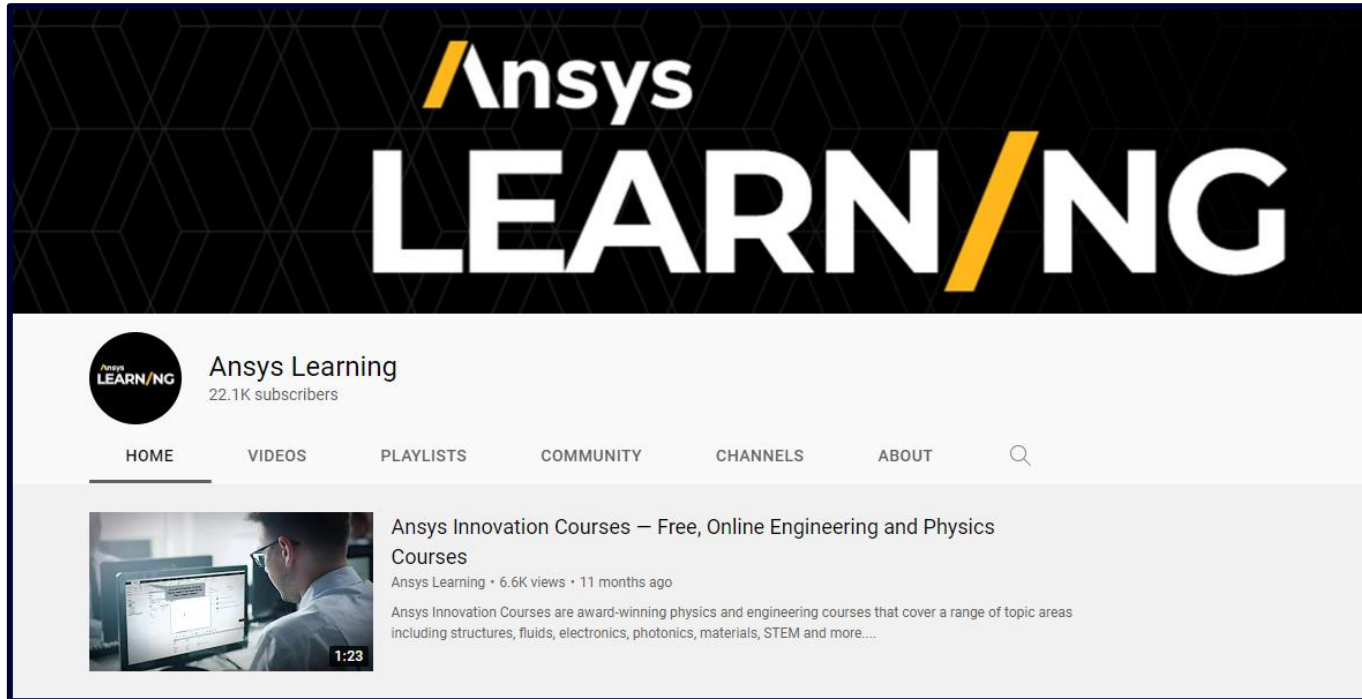 Ansys
LEARN/NG
Ansys
LEARN/NG
Ansys Learning
22.1K subscribers
HOME VIDEOS PLAYLISTS COMMUNITY CHANNELS ABOUT
Ansys Innovation Courses — Free, Online Engineering and Physics
Courses
Ansys Learning • 6.6K views • 11 months ago
Ansys Innovation Courses are award-winning physics and engineering courses that cover a range of topic areas
including structures, fluids, electronics, photonics, materials, STEM and more....
1:23